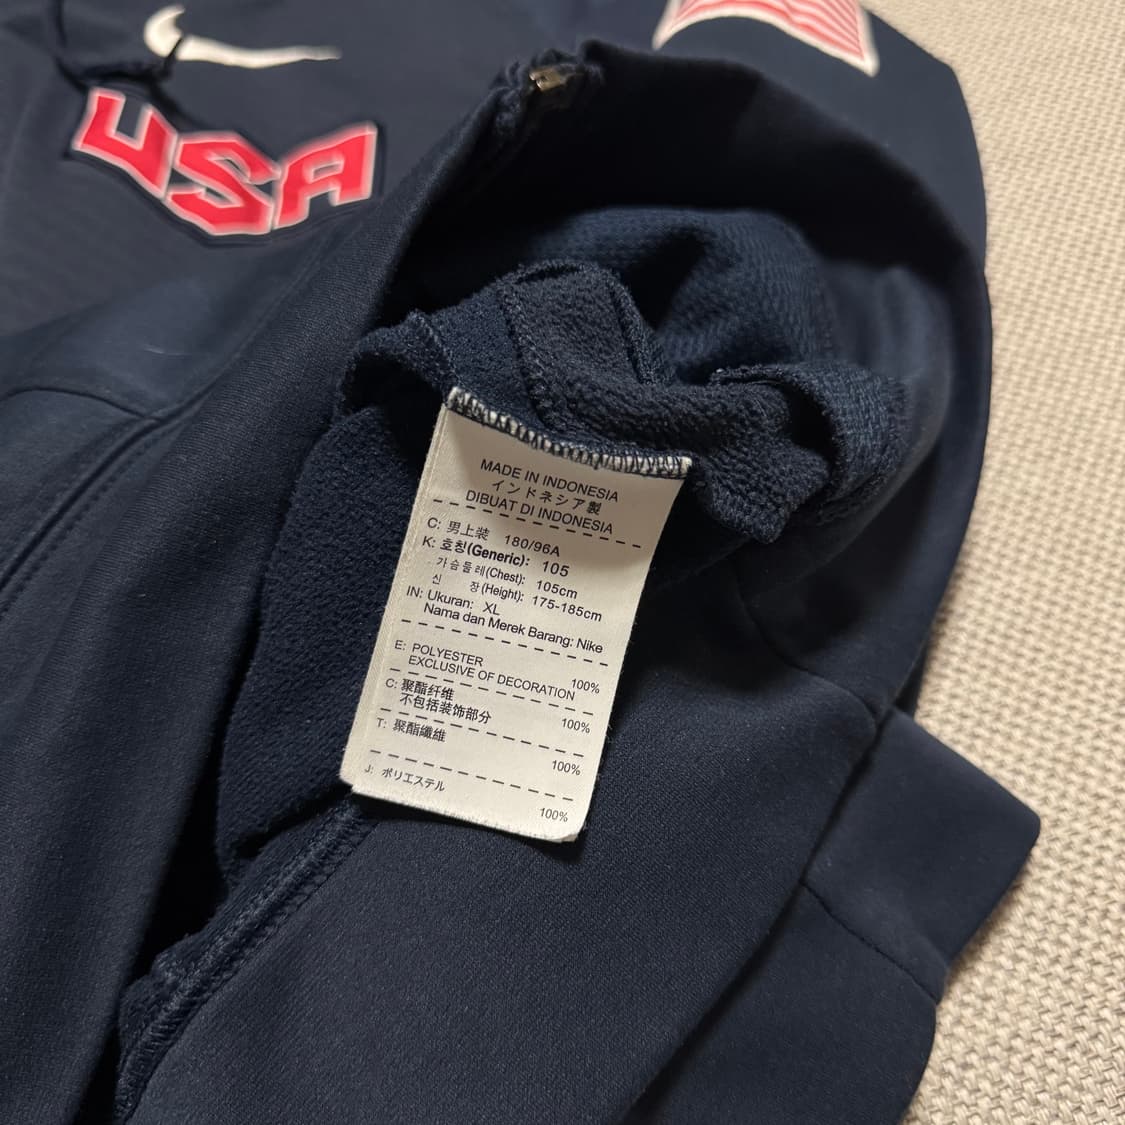 USA
MADE IN INDONESIA
インドネシア製
DIBUAT DI INDONESIA
C: 男上装 180/96A
K: 호칭(Generic): 105
가슴둘레(Chest): 105cm
신 장(Height): 175-185cm
IN: Ukuran: XL
Nama dan Merek Barang: Nike
E: POLYESTER 100%
EXCLUSIVE OF DECORATION
C: 聚酯纤维 100%
不包括装饰部分
T: 聚酯纖維 100%
J: ポリエステル 100%